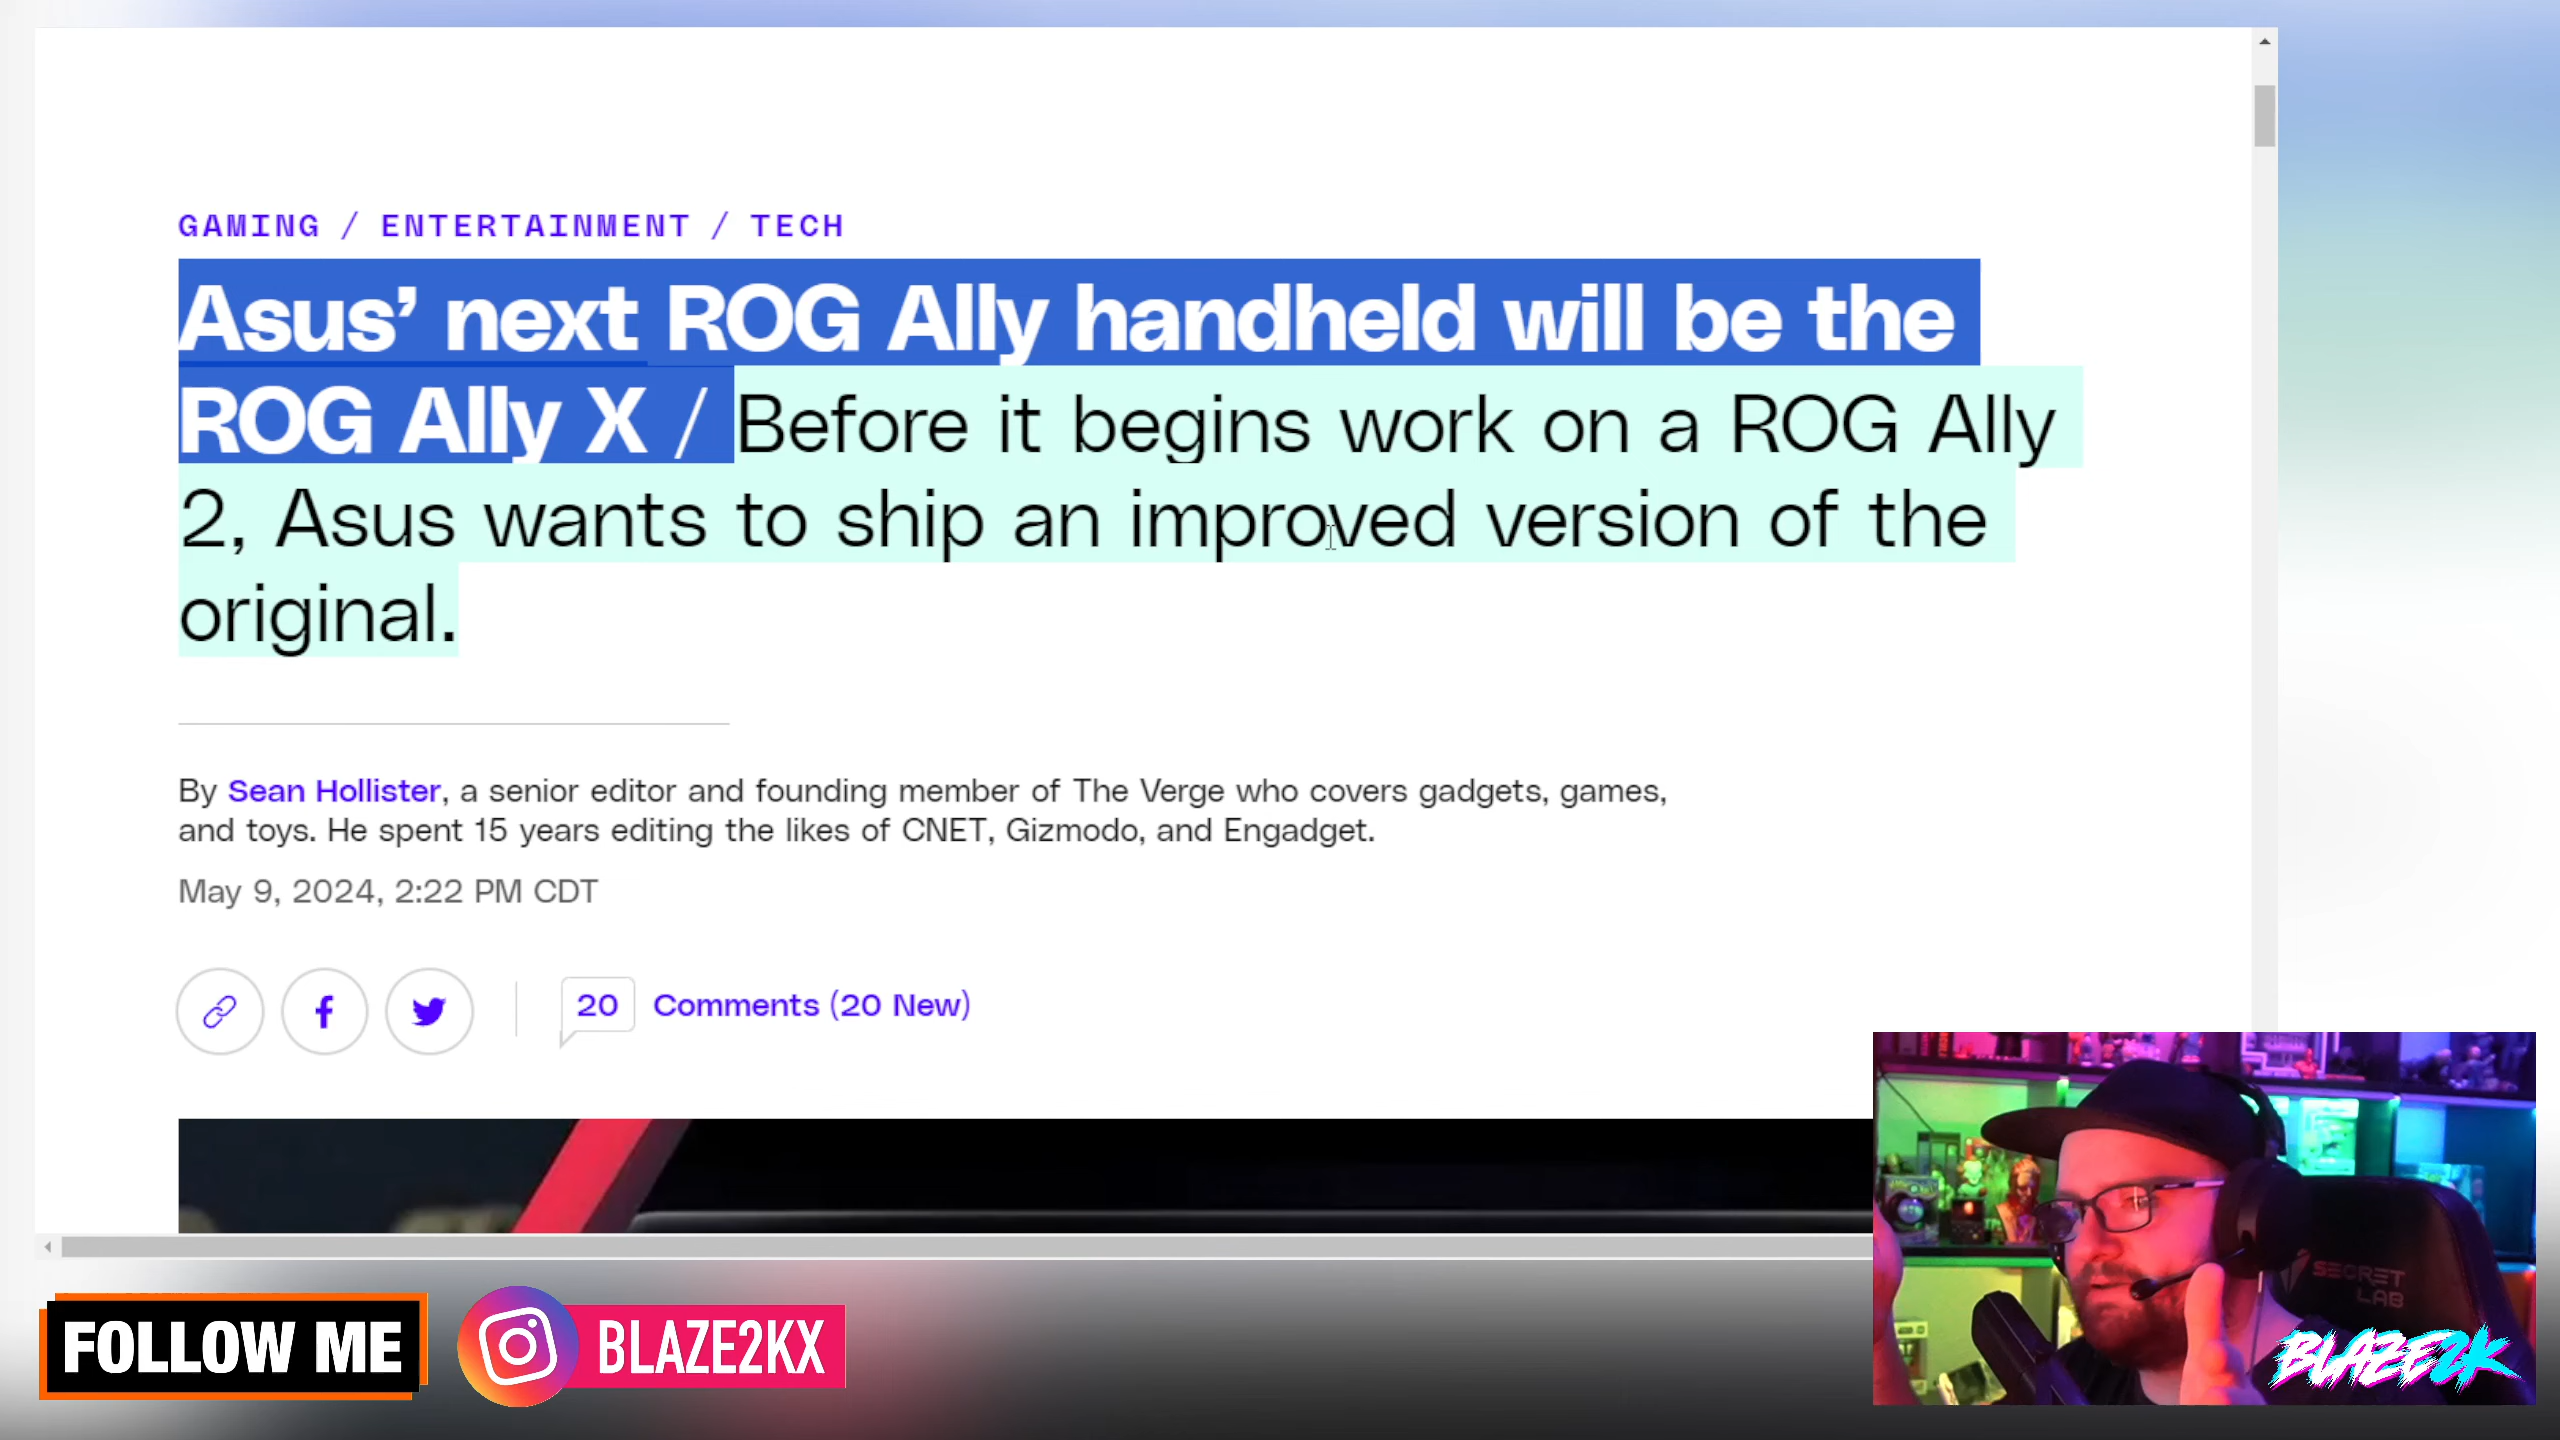 GAMING / ENTERTAINMENT / TECH
Asus’ next ROG Ally handheld will be the
ROG Ally X / Before it begins work on a ROG Ally
2, Asus wants to ship an improved version of the
original.
By Sean Hollister, a senior editor and founding member of The Verge who covers gadgets, games,
and toys. He spent 15 years editing the likes of CNET, Gizmodo, and Engadget.
May 9, 2024, 2:22 PM CDT
20 Comments (20 New)
SECRET
LAB
FOLLOW ME
BLAZE2KX
BLAZE2K